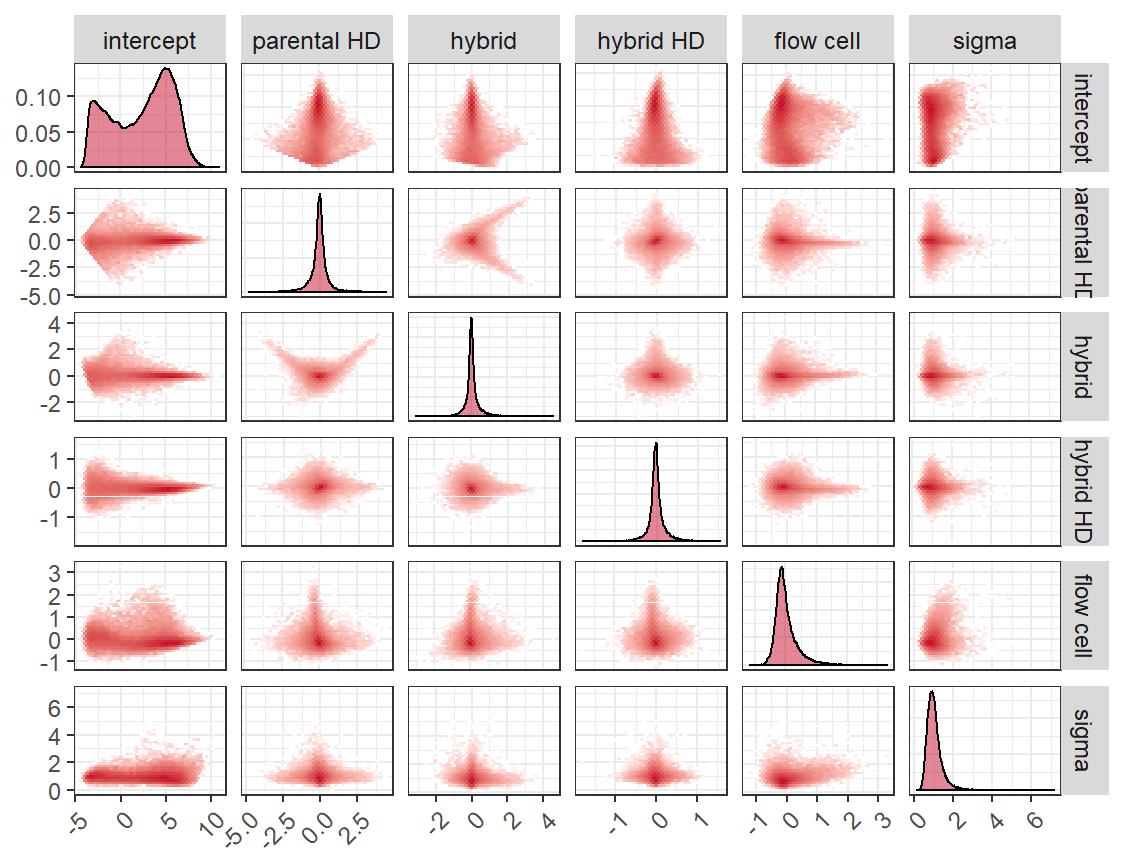 intercept
parental HD
hybrid
hybrid HD
flow cell
sigma
0.10
0.05
0.00
intercept
2.5
0.0
-2.5
-5.0
parental HD
4
2
0
-2
hybrid
1
0
-1
hybrid HD
3
2
1
0
-1
flow cell
6
4
2
0
sigma
-5 0 5 10
-5.0 -2.5 0.0 2.5
-2 0 2 4
-1 0 1
-1 0 1 2 3
0 2 4 6